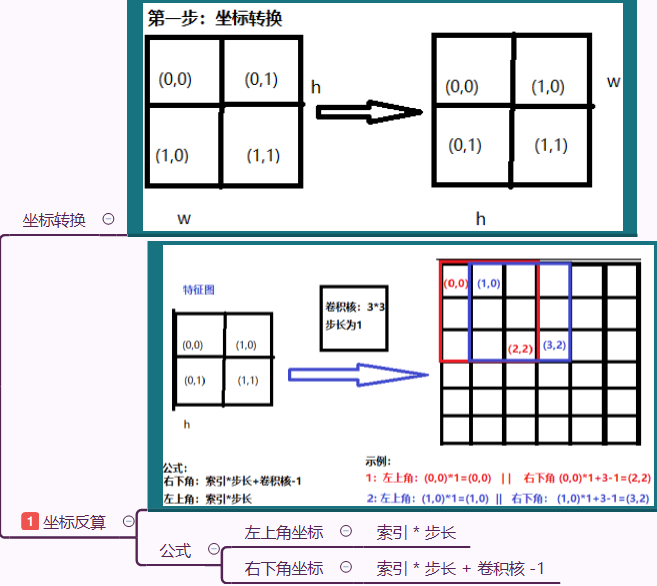 第一步：坐标转换
(0,0)
(0,1)
(1,0)
(1,1)
h
w
(0,0)
(1,0)
(0,1)
(1,1)
w
h
坐标转换
特征图
(0,0)
(1,0)
(0,1)
(1,1)
h
卷积核：3*3
步长为1
(0,0)
(1,0)
(2,2)
(3,2)
公式：
右下角：索引*步长+卷积核-1
左上角：索引*步长
示例：
1：左上角：(0,0)*1=(0,0) || 右下角 (0,0)*1+3-1=(2,2)
2: 左上角：(1,0)*1=(1,0) || 右下角： (1,0)*1+3-1=(3,2)
1 坐标反算
公式
左上角坐标
索引 * 步长
右下角坐标
索引 * 步长 + 卷积核 -1